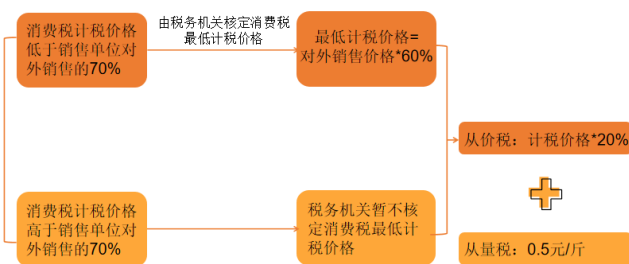 消费税计税价格
低于销售单位对
外销售的70%
由税务机关核定消费税
最低计税价格
最低计税价格=
对外销售价格*60%
从价税：计税价格*20%
消费税计税价格
高于销售单位对
外销售的70%
税务机关暂不核
定消费税最低计
税价格
从量税：0.5元/斤